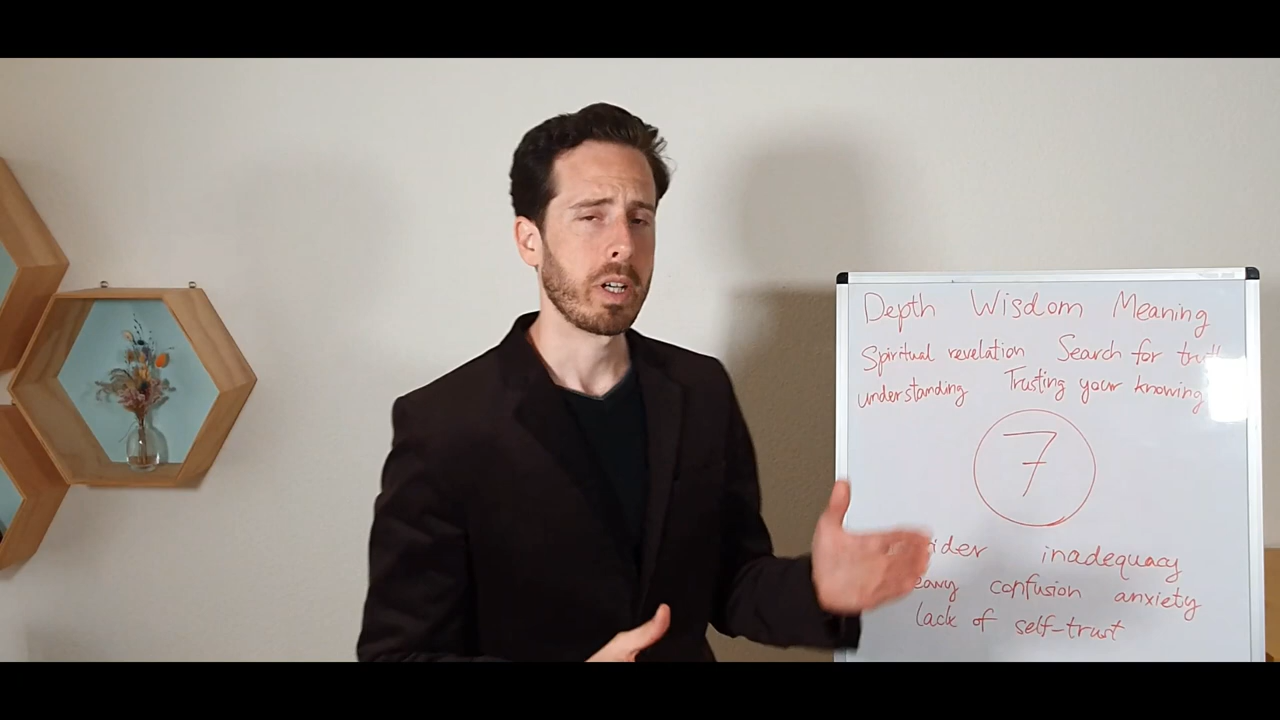 Depth Wisdom Meaning
Spiritual revelation Search for
understanding Trusting your knowing
7
inadequacy
confusion anxiety
lack of self-trust